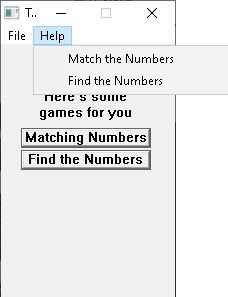 T...
File Help
Match the Numbers
Find the Numbers
Here's some
games for you
Matching Numbers
Find the Numbers